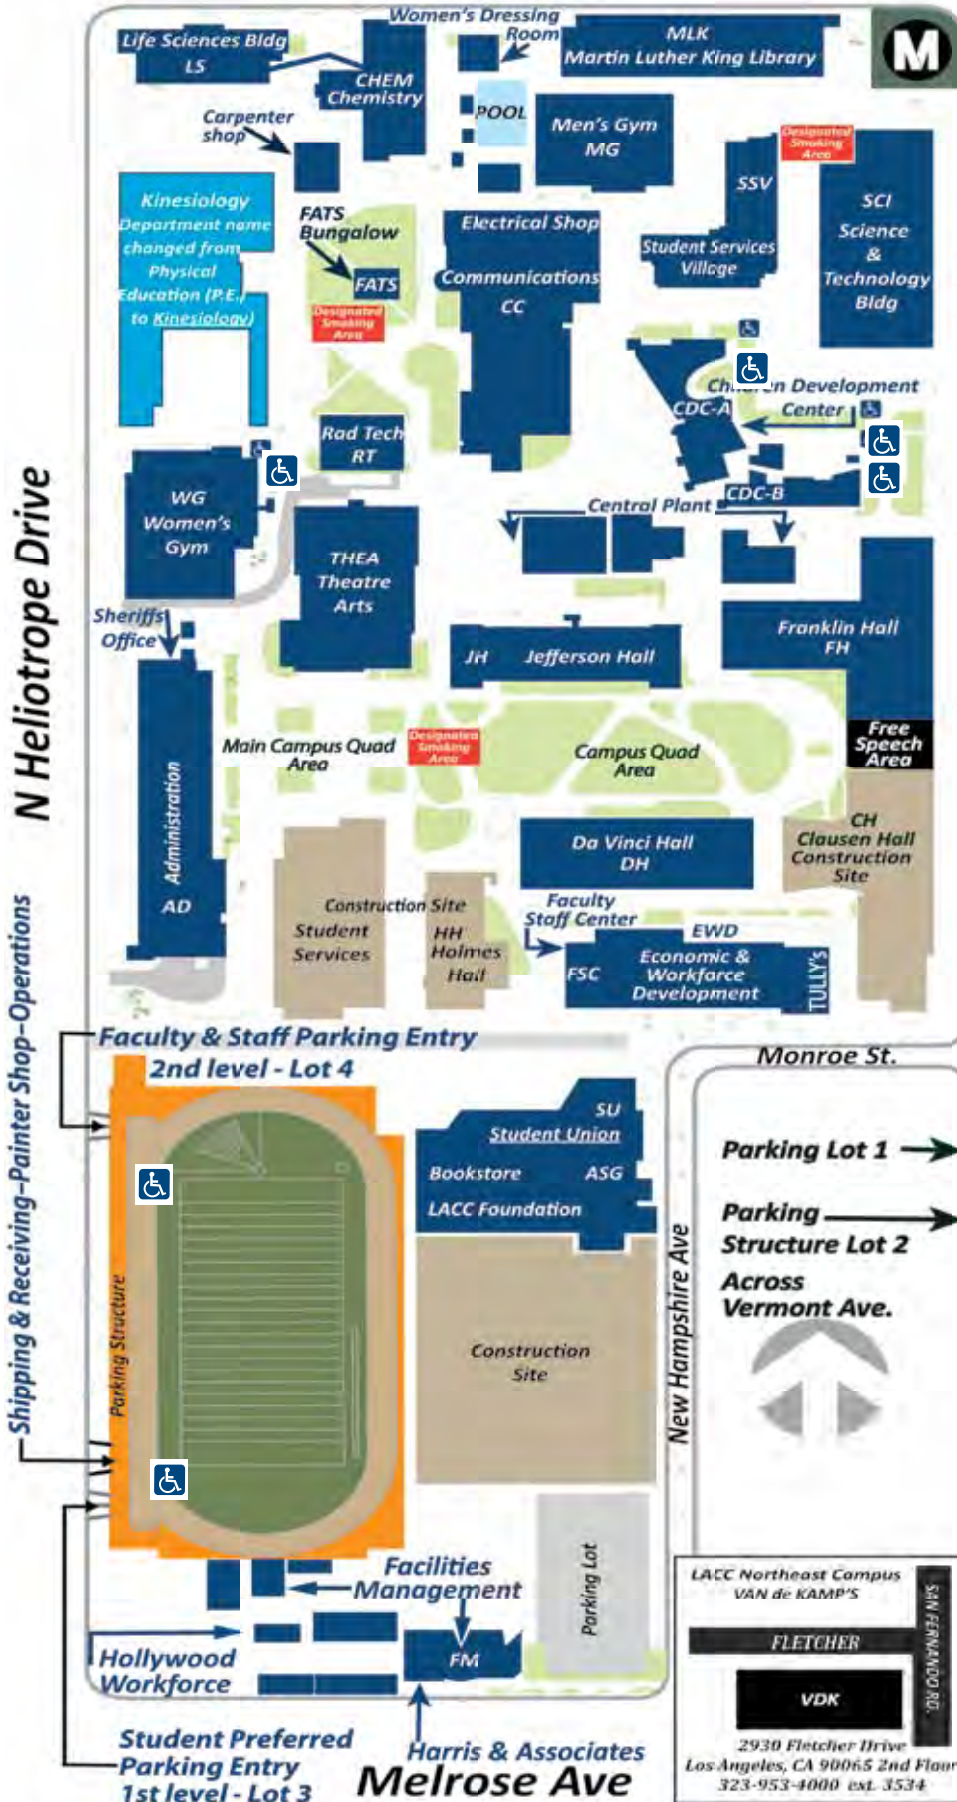 Women's Dressing
Room
Life Sciences Bldg
LS
CHEM
Chemistry
MLK
Martin Luther King Library
M
Carpenter
shop
POOL
Men's Gym
MG
Designated
Smoking
Area
SSV
Student Services
Village
SCI
Science
&
Technology
Bldg
Kinesiology
Department name
changed from
Physical
Education (P.E.)
to Kinesiology)
FATS
Bungalow
FATS
Designated
Smoking
Area
Electrical Shop
Communications
CC
Children Development
Center
CDC-A
CDC-B
Rad Tech
RT
WG
Women's
Gym
Central Plant
THEA
Theatre
Arts
N Heliotrope Drive
Sheriffs
Office
JH Jefferson Hall
Franklin Hall
FH
Free
Speech
Area
Main Campus Quad
Area
Designated
Smoking
Area
Campus Quad
Area
Administration
AD
Da Vinci Hall
DH
CH
Clausen Hall
Construction
Site
Construction Site
Student
Services
HH
Holmes
Hall
Faculty
Staff Center
EWD
FSC
Economic &
Workforce
Development
TULLY's
Shipping & Receiving–Painter Shop–Operations
Faculty & Staff Parking Entry
2nd level - Lot 4
Monroe St.
SU
Student Union
Bookstore ASG
LACC Foundation
Parking Lot 1
Parking
Structure Lot 2
Across
Vermont Ave.
Parking Structure
Construction
Site
New Hampshire Ave
Parking Lot
Facilities
Management
FM
Hollywood
Workforce
Student Preferred
Parking Entry
1st level - Lot 3
Harris & Associates
Melrose Ave
LACC Northeast Campus
VAN de KAMP'S
FLETCHER
SAN FERNANDO RD.
VDK
2930 Fletcher Drive
Los Angeles, CA 90065 2nd Floor
323-953-4000 ext. 3534